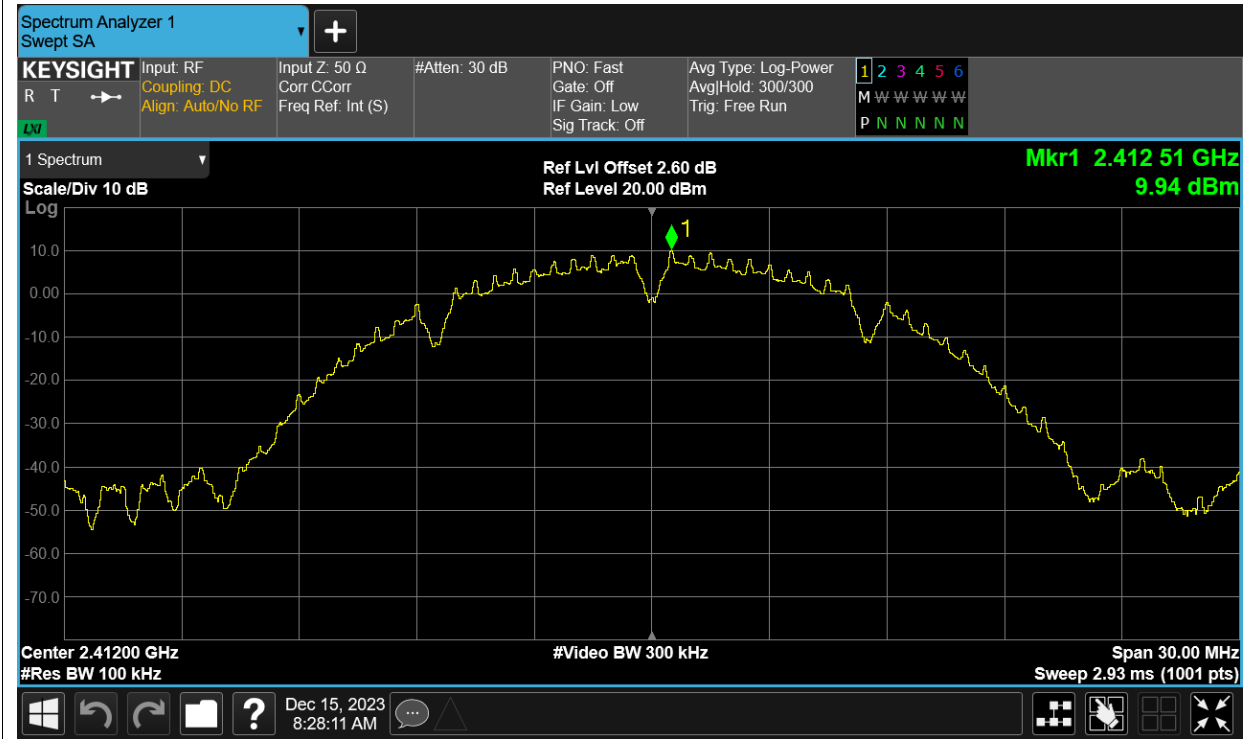 Spectrum Analyzer 1
Swept SA
KEYSIGHT
R T
LXI
Input: RF
Coupling: DC
Align: Auto/No RF
Input Z: 50 Ω
Corr CCorr
Freq Ref: Int (S)
#Atten: 30 dB
PNO: Fast
Gate: Off
IF Gain: Low
Sig Track: Off
Avg Type: Log-Power
Avg|Hold: 300/300
Trig: Free Run
1 2 3 4 5 6
M W W W W W
P N N N N N
1 Spectrum
Scale/Div 10 dB
Log
Ref Lvl Offset 2.60 dB
Ref Level 20.00 dBm
Mkr1 2.412 51 GHz
9.94 dBm
1
10.0
0.00
-10.0
-20.0
-30.0
-40.0
-50.0
-60.0
-70.0
Center 2.41200 GHz
#Res BW 100 kHz
#Video BW 300 kHz
Span 30.00 MHz
Sweep 2.93 ms (1001 pts)
?
Dec 15, 2023
8:28:11 AM